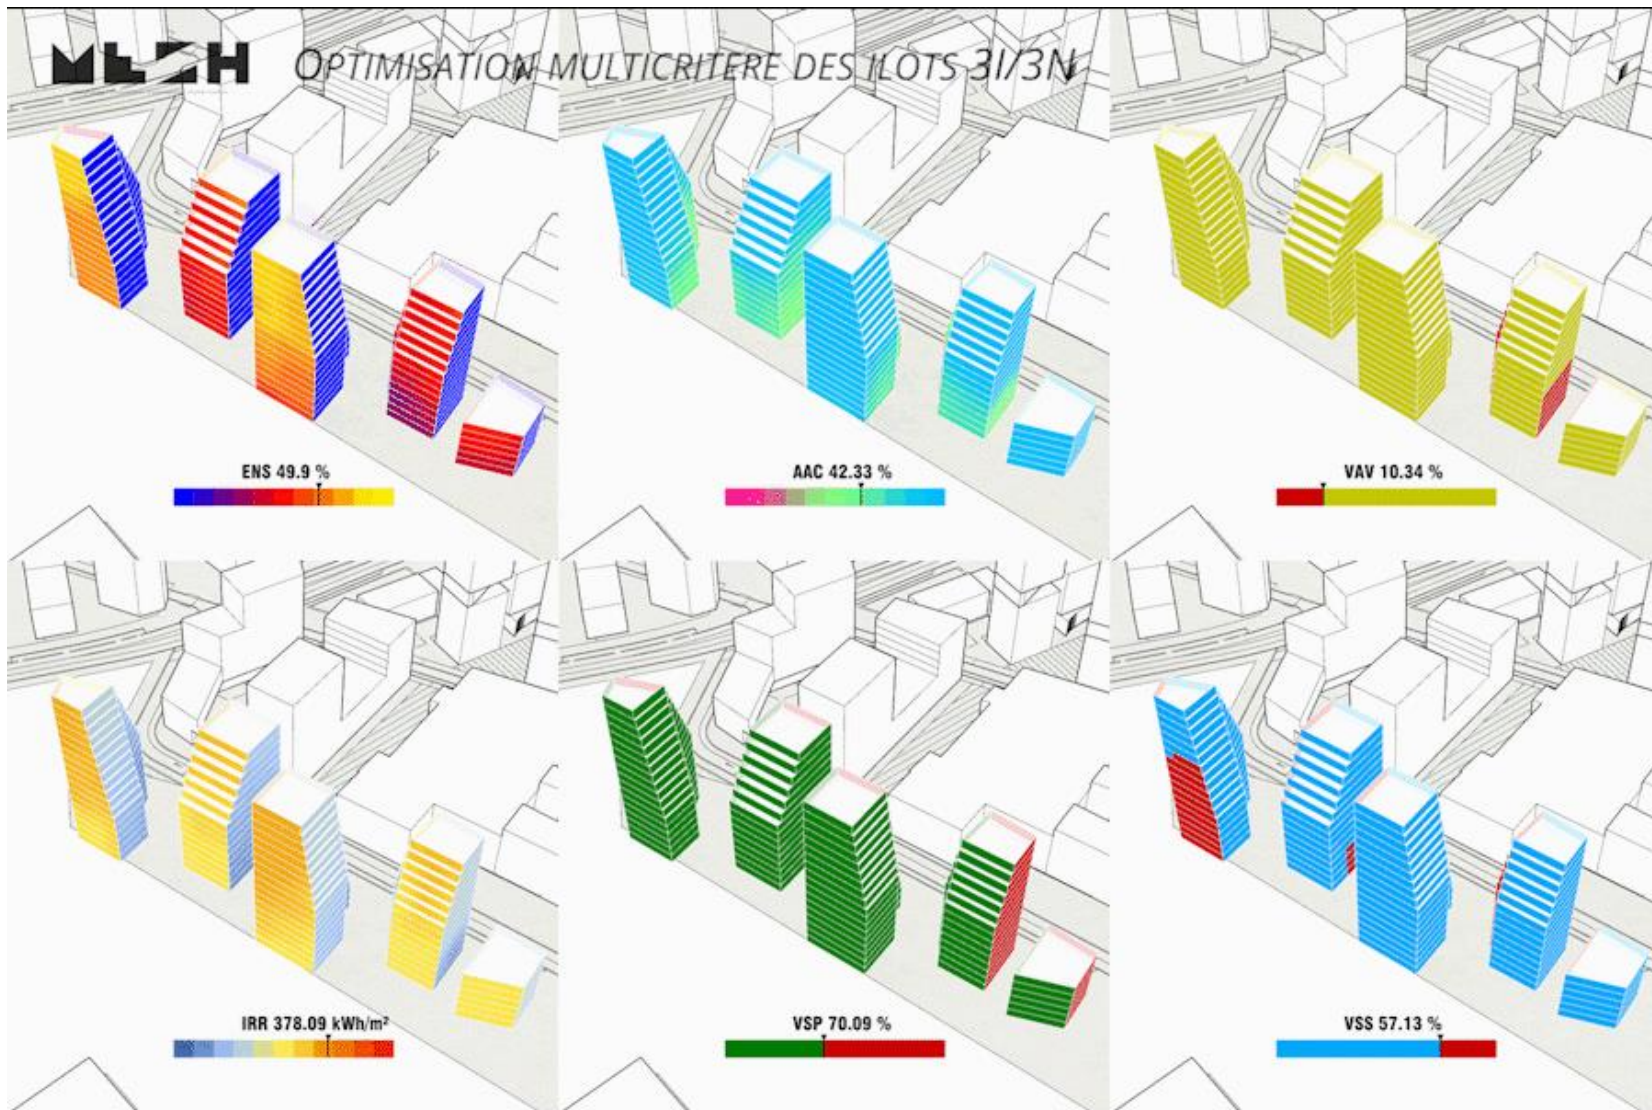 MESH
OPTIMISATION MULTICRITERE DES ILOTS 3I/3N
ENS 49.9 %
AAC 42.33 %
VAV 10.34 %
IRR 378.09 kWh/m²
VSP 70.09 %
VSS 57.13 %